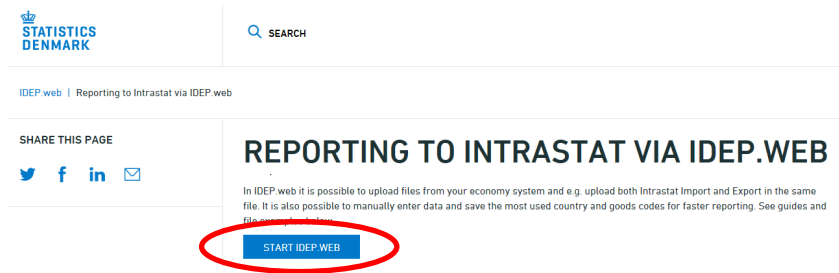 STATISTICS
DENMARK
SEARCH
IDEP.web | Reporting to Intrastat via IDEP.web
SHARE THIS PAGE
REPORTING TO INTRASTAT VIA IDEP.WEB
In IDEP.web it is possible to upload files from your economy system and e.g. upload both Intrastat Import and Export in the same
file. It is also possible to manually enter data and save the most used country and goods codes for faster reporting. See guides and
file examples below.
START IDEP.WEB